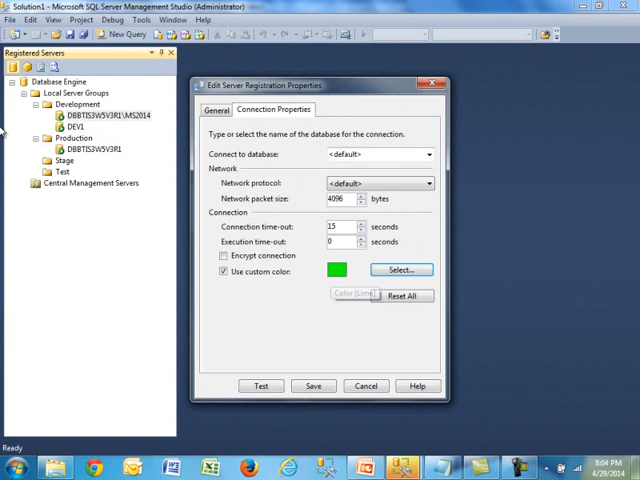 Solution1 - Microsoft SQL Server Management Studio (Administrator)
File Edit View Project Debug Tools Window Help
New Query
Registered Servers
Database Engine
Local Server Groups
Development
DBBTIS3W5V3R1\MS2014
DEV1
Production
DBBTIS3W5V3R1
Stage
Test
Central Management Servers
Edit Server Registration Properties
General Connection Properties
Type or select the name of the database for the connection.
Connect to database: <default>
Network
Network protocol: <default>
Network packet size: 4096 bytes
Connection
Connection time-out: 15 seconds
Execution time-out: 0 seconds
Encrypt connection
Use custom color: Select...
Color [Lime]
Reset All
Test Save Cancel Help
Ready
8:04 PM
4/29/2014